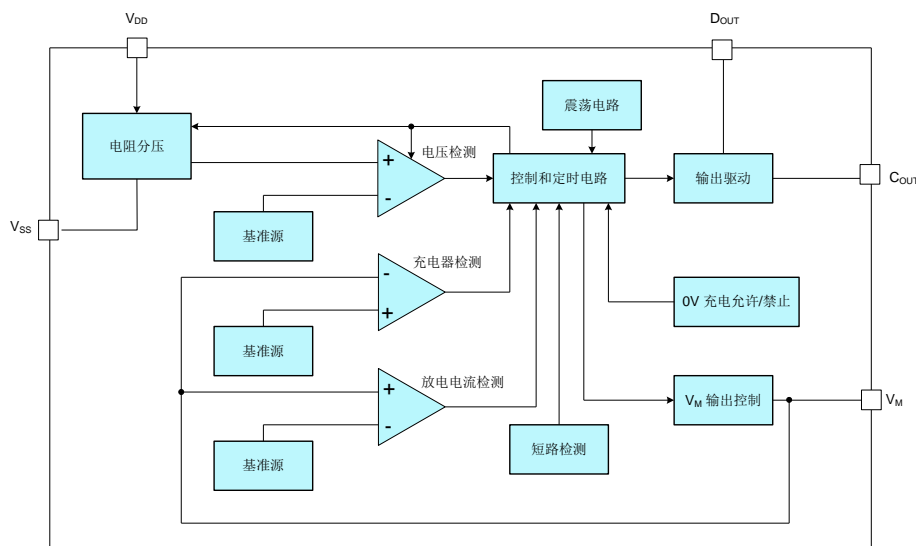 VDD
DOUT
震荡电路
电阻分压
电压检测
+
-
控制和定时电路
输出驱动
COUT
VSS
基准源
充电器检测
-
+
0V 充电允许/禁止
基准源
放电电流检测
+
-
VM 输出控制
VM
短路检测
基准源